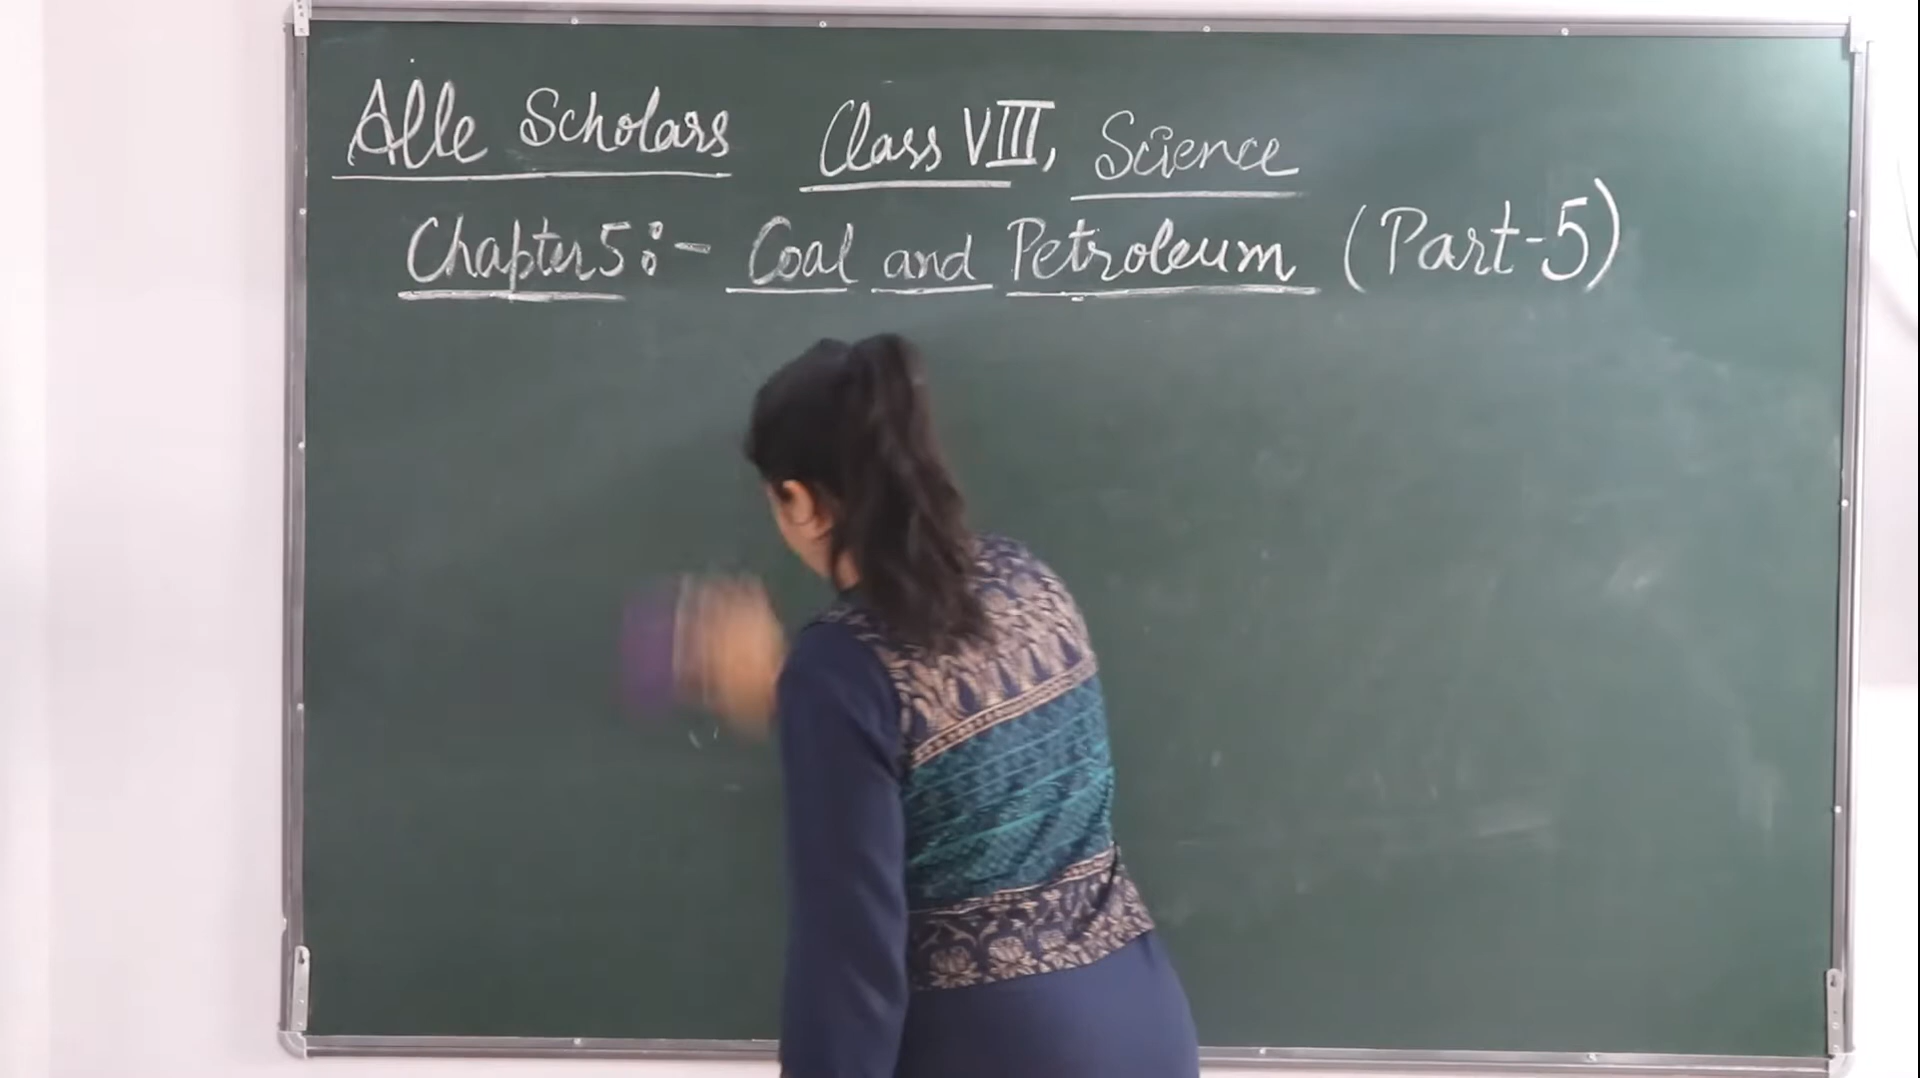 Alle Scholars Class VIII, Science
Chapter 5:- Coal and Petroleum (Part-5)